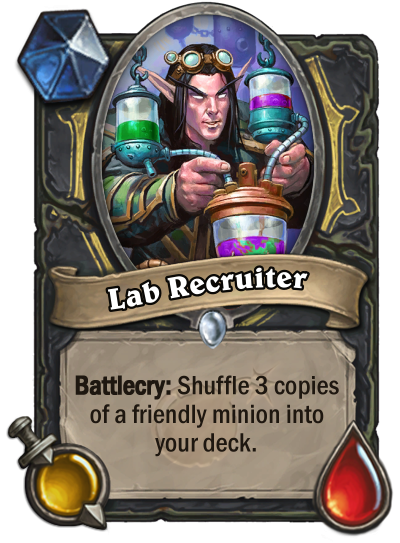 Lab Recruiter
Battlecry: Shuffle 3 copies
of a friendly minion into
your deck.